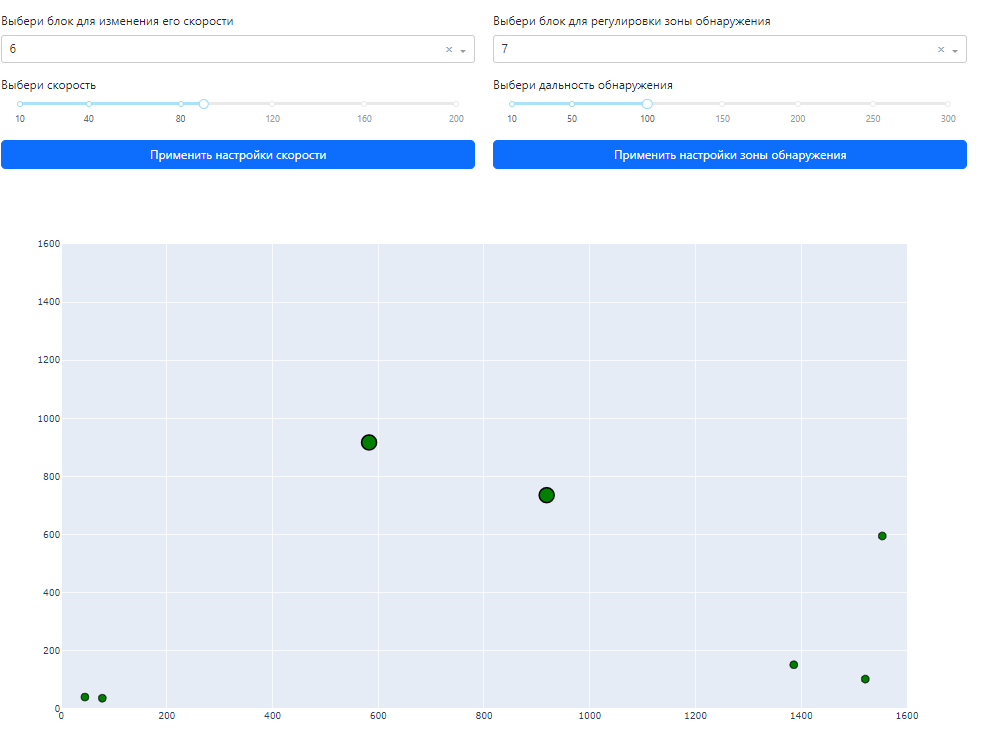 Выбери блок для изменения его скорости
6
Выбери скорость
10 40 80 120 160 200
Применить настройки скорости
Выбери блок для регулировки зоны обнаружения
7
Выбери дальность обнаружения
10 50 100 150 200 250 300
Применить настройки зоны обнаружения
1600
1400
1200
1000
800
600
400
200
0
0 200 400 600 800 1000 1200 1400 1600